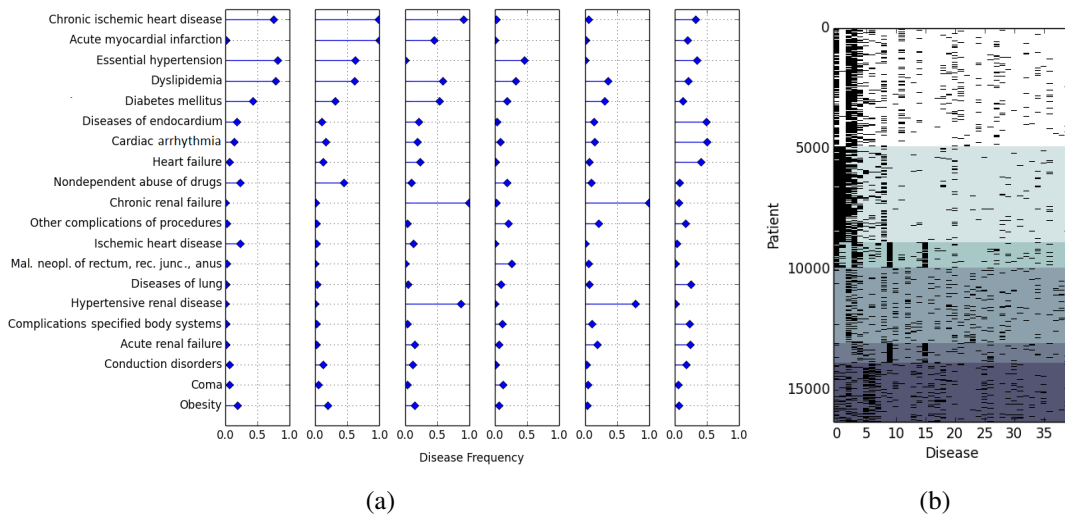 Chronic ischemic heart disease
Acute myocardial infarction
Essential hypertension
Dyslipidemia
Diabetes mellitus
Diseases of endocardium
Cardiac arrhythmia
Heart failure
Nondependent abuse of drugs
Chronic renal failure
Other complications of procedures
Ischemic heart disease
Mal. neopl. of rectum, rec. junc., anus
Diseases of lung
Hypertensive renal disease
Complications specified body systems
Acute renal failure
Conduction disorders
Coma
Obesity
0.0 0.5 1.0 0.0 0.5 1.0 0.0 0.5 1.0 0.0 0.5 1.0 0.0 0.5 1.0 0.0 0.5 1.0
Disease Frequency
(a)
0
5000
10000
15000
Patient
0 5 10 15 20 25 30 35
Disease
(b)